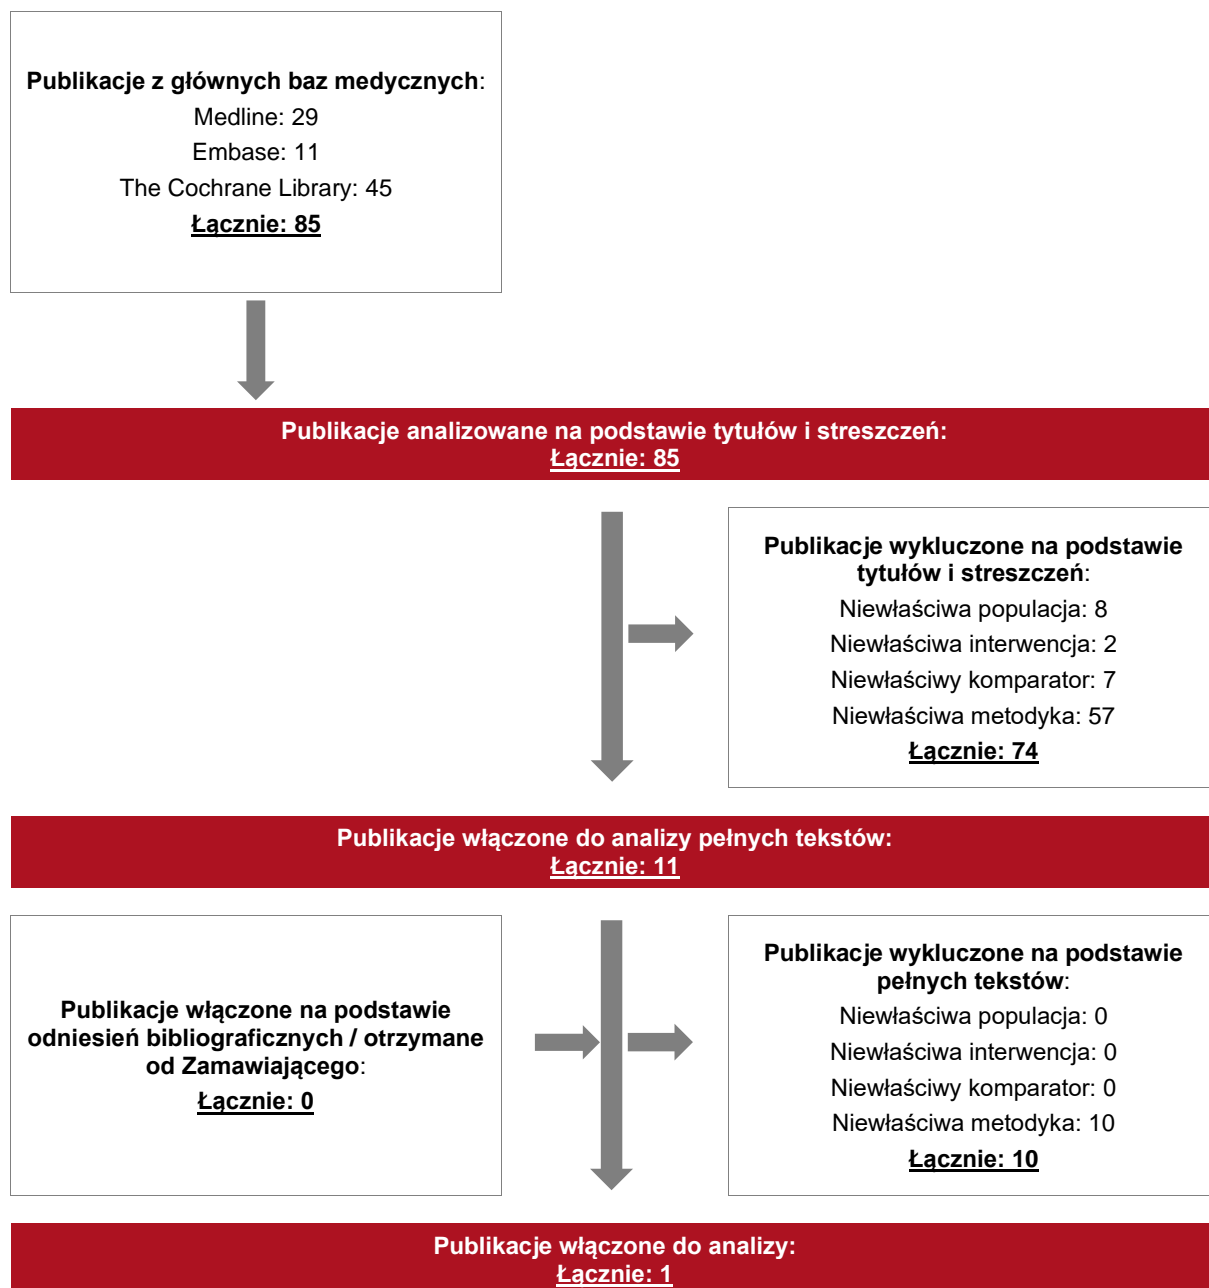 Publikacje z głównych baz medycznych:
Medline: 29
Embase: 11
The Cochrane Library: 45
Łącznie: 85
Publikacje analizowane na podstawie tytułów i streszczeń:
Łącznie: 85
Publikacje wykluczone na podstawie
tytułów i streszczeń:
Niewłaściwa populacja: 8
Niewłaściwa interwencja: 2
Niewłaściwy komparator: 7
Niewłaściwa metodyka: 57
Łącznie: 74
Publikacje włączone do analizy pełnych tekstów:
Łącznie: 11
Publikacje włączone na podstawie
odniesień bibliograficznych / otrzymane
od Zamawiającego:
Łącznie: 0
Publikacje wykluczone na podstawie
pełnych tekstów:
Niewłaściwa populacja: 0
Niewłaściwa interwencja: 0
Niewłaściwy komparator: 0
Niewłaściwa metodyka: 10
Łącznie: 10
Publikacje włączone do analizy:
Łącznie: 1